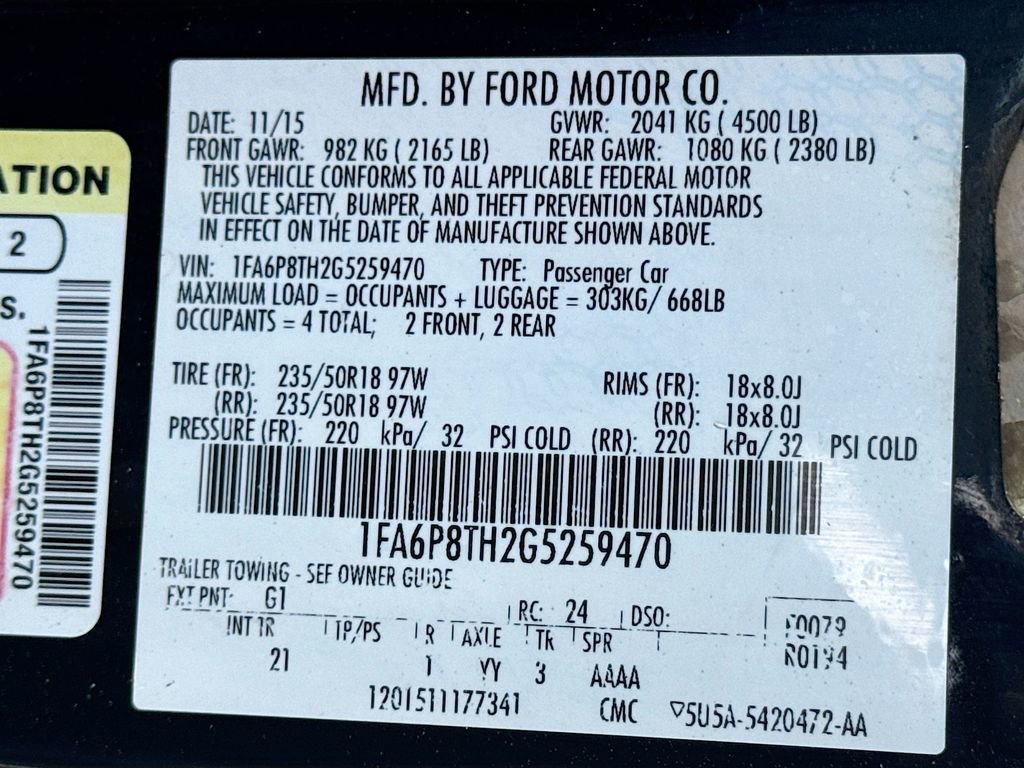 ATION
2
S.
1FA6P8TH2G5259470
MFD. BY FORD MOTOR CO.
DATE: 11/15 GVWR: 2041 KG ( 4500 LB)
FRONT GAWR: 982 KG ( 2165 LB) REAR GAWR: 1080 KG ( 2380 LB)
THIS VEHICLE CONFORMS TO ALL APPLICABLE FEDERAL MOTOR
VEHICLE SAFETY, BUMPER, AND THEFT PREVENTION STANDARDS
IN EFFECT ON THE DATE OF MANUFACTURE SHOWN ABOVE.
VIN: 1FA6P8TH2G5259470 TYPE: Passenger Car
MAXIMUM LOAD = OCCUPANTS + LUGGAGE = 303KG/ 668LB
OCCUPANTS = 4 TOTAL; 2 FRONT, 2 REAR
TIRE (FR): 235/50R18 97W RIMS (FR): 18x8.0J
(RR): 235/50R18 97W (RR): 18x8.0J
PRESSURE (FR): 220 kPa/ 32 PSI COLD (RR): 220 kPa/ 32 PSI COLD
1FA6P8TH2G5259470
TRAILER TOWING - SEE OWNER GUIDE
EXT PNT: G1 RC: 24 DSO: F0079
INT TR TP/PS R AXLE TR SPR R0194
21 1 YY 3 AAAA
1201511177341 CMC ▽5U5A-5420472-AA